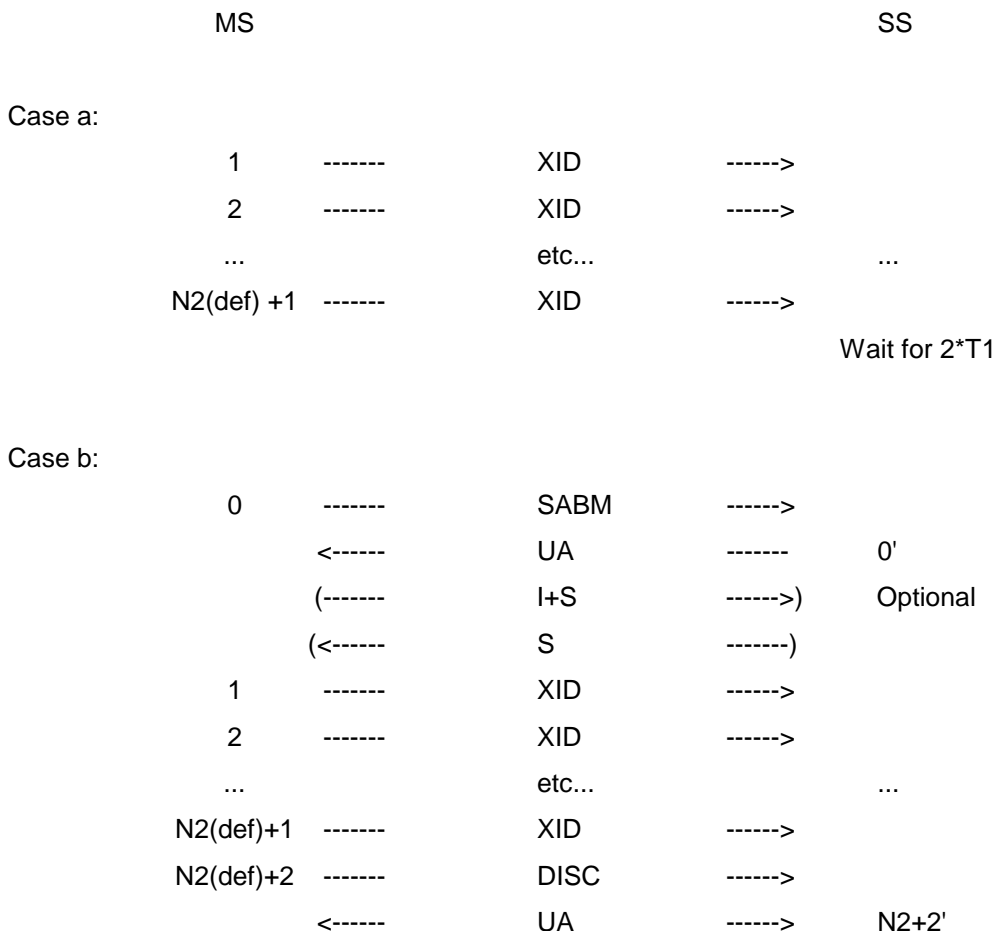 MS SS
Case a:
1 ------- XID ------>
2 ------- XID ------>
... etc... ...
N2(def) +1 ------- XID ------>
Wait for 2*T1
Case b:
0 ------- SABM ------>
<------ UA ------- 0'
(------- I+S ------>) Optional
(<------ S -------)
1 ------- XID ------>
2 ------- XID ------>
... etc... ...
N2(def)+1 ------- XID ------>
N2(def)+2 ------- DISC ------>
<------ UA ------> N2+2'